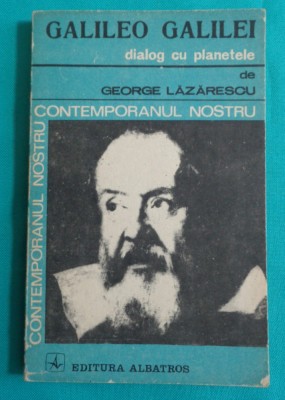 GALILEO GALILEI
dialog cu planetele
de
GEORGE LĂZĂRESCU
CONTEMPORANUL NOSTRU
CONTEMPORANUL NOSTRU
EDITURA ALBATROS